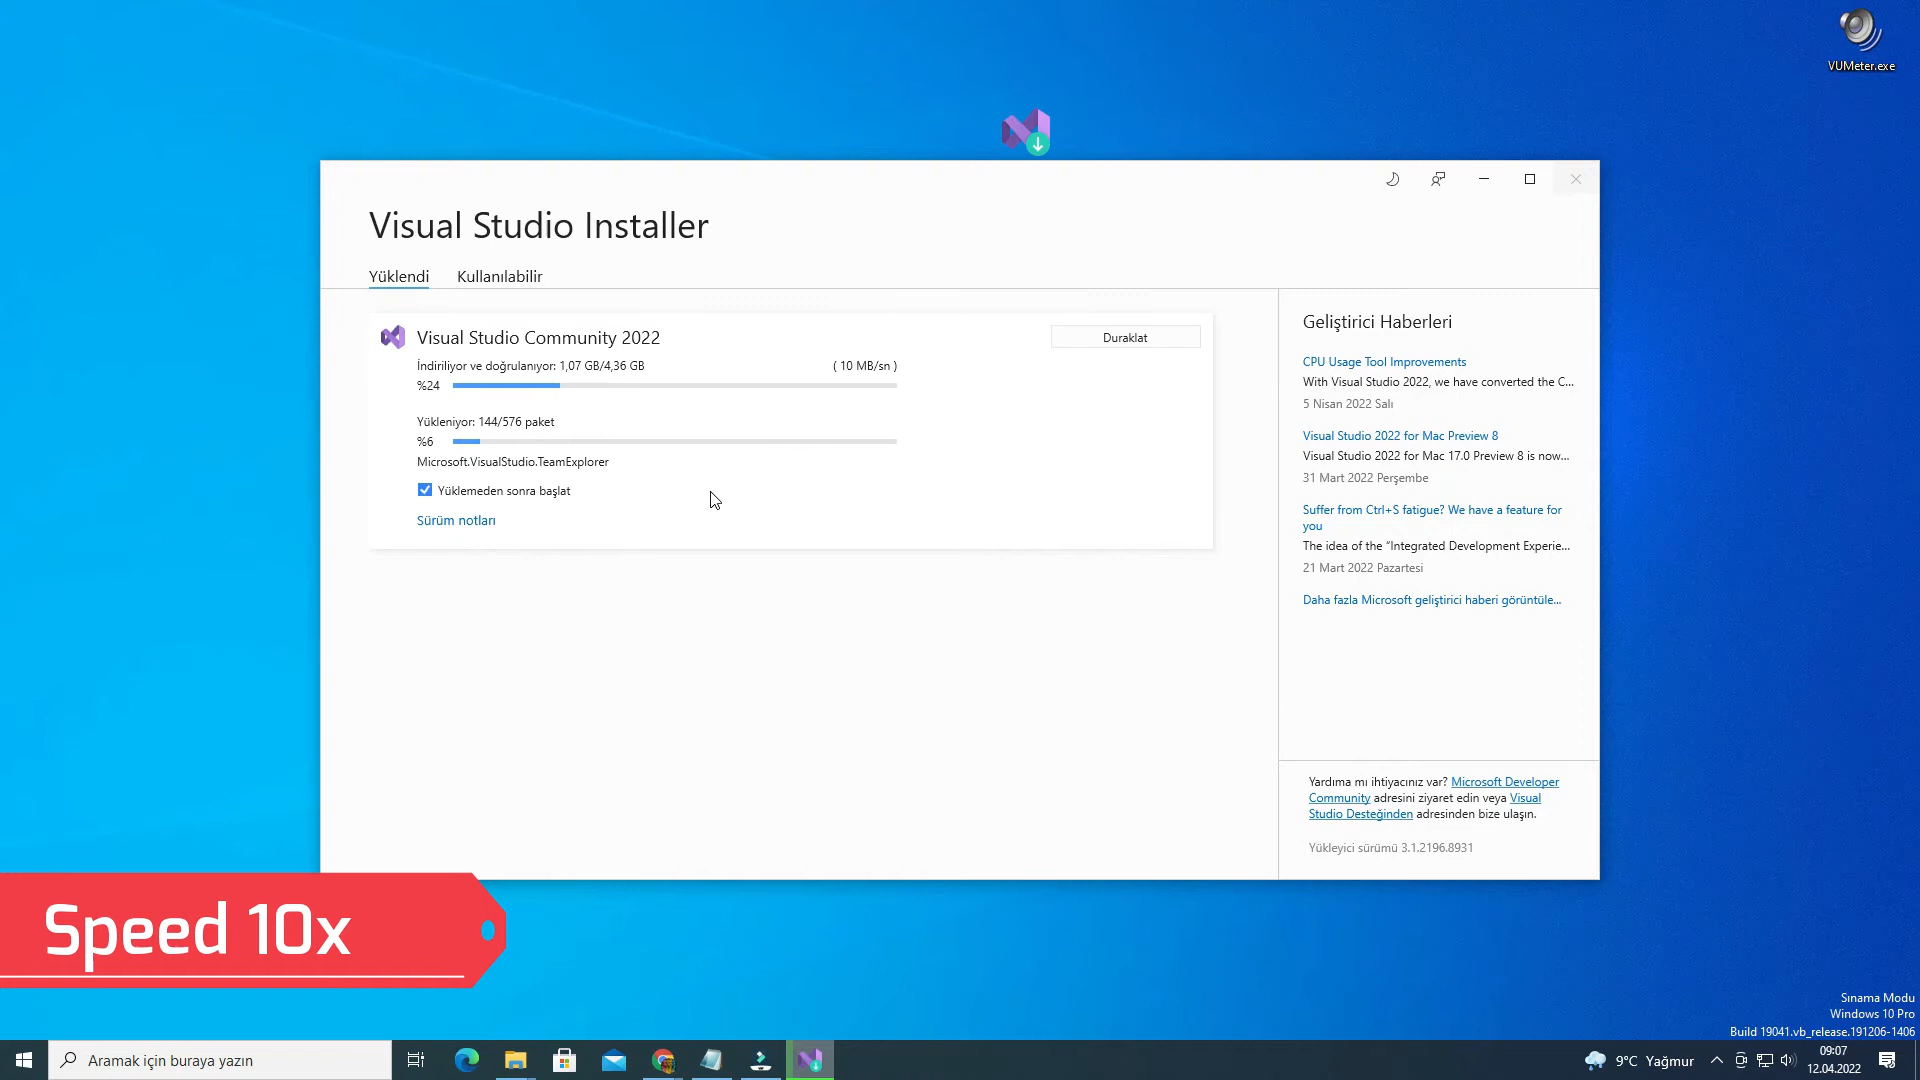 VUMeter.exe
Visual Studio Installer
Yüklendi
Kullanılabilir
Visual Studio Community 2022
Duraklat
İndiriliyor ve doğrulanıyor: 1,07 GB/4,36 GB
( 10 MB/sn )
%24
Yükleniyor: 144/576 paket
%6
Microsoft.VisualStudio.TeamExplorer
Yüklemeden sonra başlat
Sürüm notları
Geliştirici Haberleri
CPU Usage Tool Improvements
With Visual Studio 2022, we have converted the C...
5 Nisan 2022 Salı
Visual Studio 2022 for Mac Preview 8
Visual Studio 2022 for Mac 17.0 Preview 8 is now...
31 Mart 2022 Perşembe
Suffer from Ctrl+S fatigue? We have a feature for
you
The idea of the “Integrated Development Experie...
21 Mart 2022 Pazartesi
Daha fazla Microsoft geliştirici haberi görüntüle...
Yardıma mı ihtiyacınız var? Microsoft Developer
Community adresini ziyaret edin veya Visual
Studio Desteğinden adresinden bize ulaşın.
Yükleyici sürümü 3.1.2196.8931
Speed 10x
Sınama Modu
Windows 10 Pro
Build 19041.vb_release.191206-1406
Aramak için buraya yazın
9°C Yağmur
09:07
12.04.2022